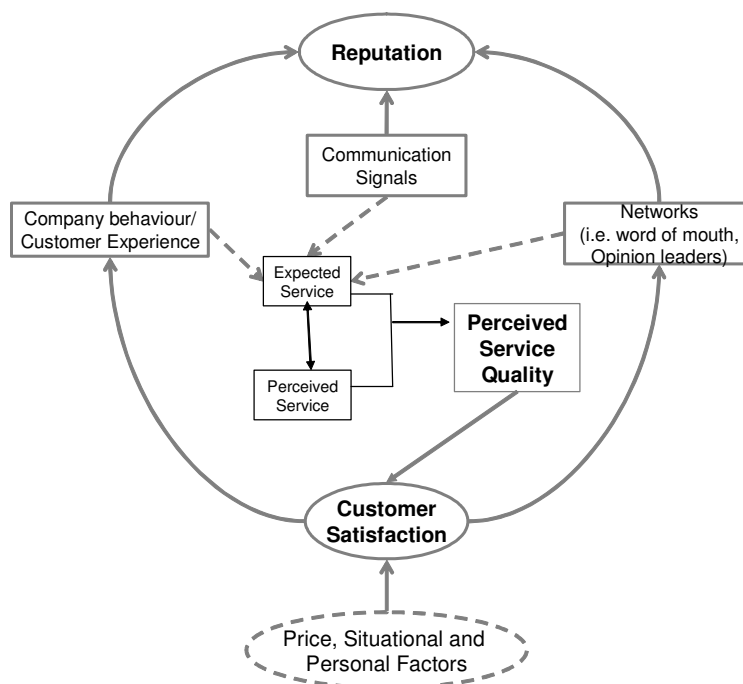 Reputation
Communication
Signals
Company behaviour/
Customer Experience
Networks
(i.e. word of mouth,
Opinion leaders)
Expected
Service
Perceived
Service
Quality
Perceived
Service
Customer
Satisfaction
Price, Situational and
Personal Factors